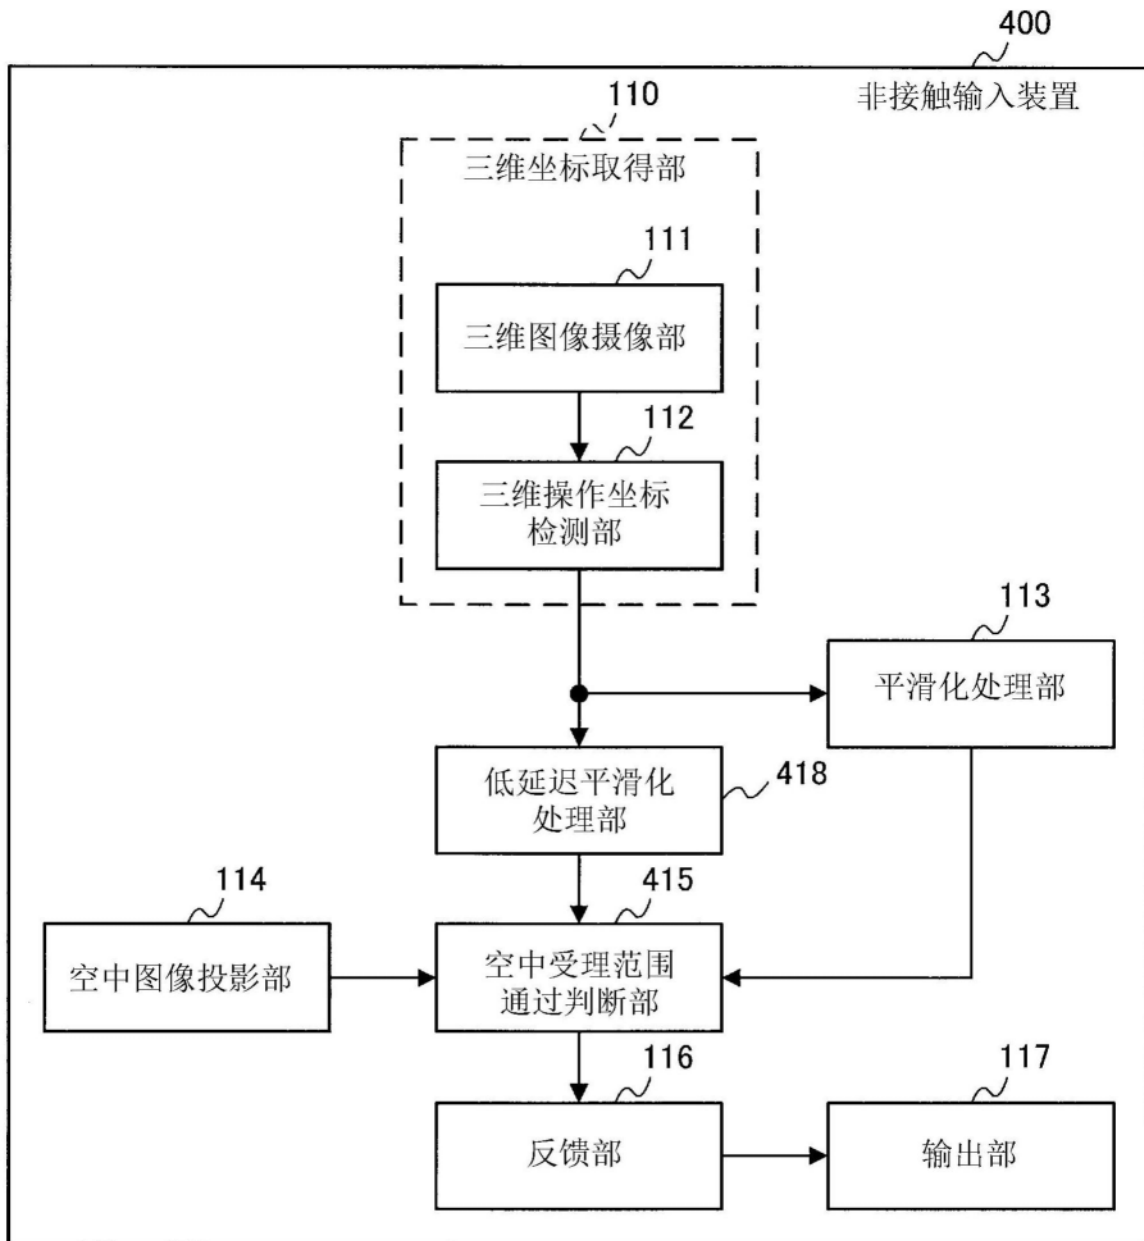 400
非接触输入装置
110
三维坐标取得部
111
三维图像摄像部
112
三维操作坐标
检测部
113
平滑化处理部
低延迟平滑化
处理部
418
114
空中图像投影部
415
空中受理范围
通过判断部
116
反馈部
117
输出部